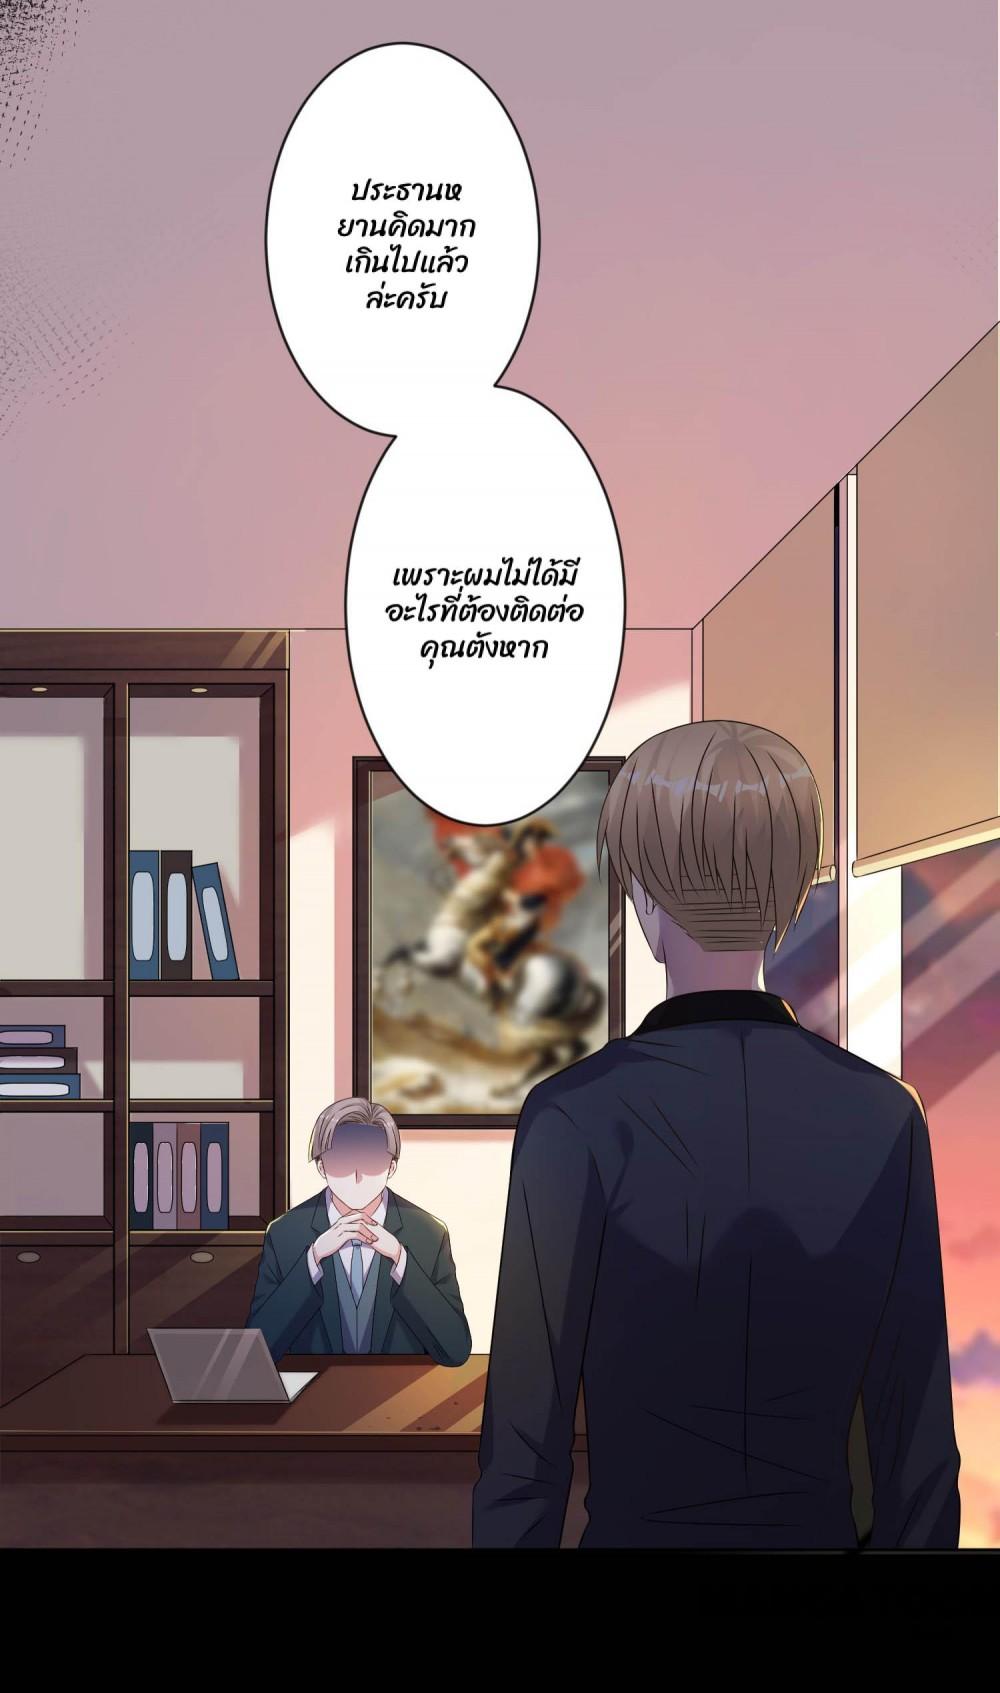 ประธานห
ยานคิดมาก
เกินไปแล้ว
ล่ะครับ
เพราะผมไม่ได้มี
อะไรที่ต้องติดต่อ
คุณตังหาก